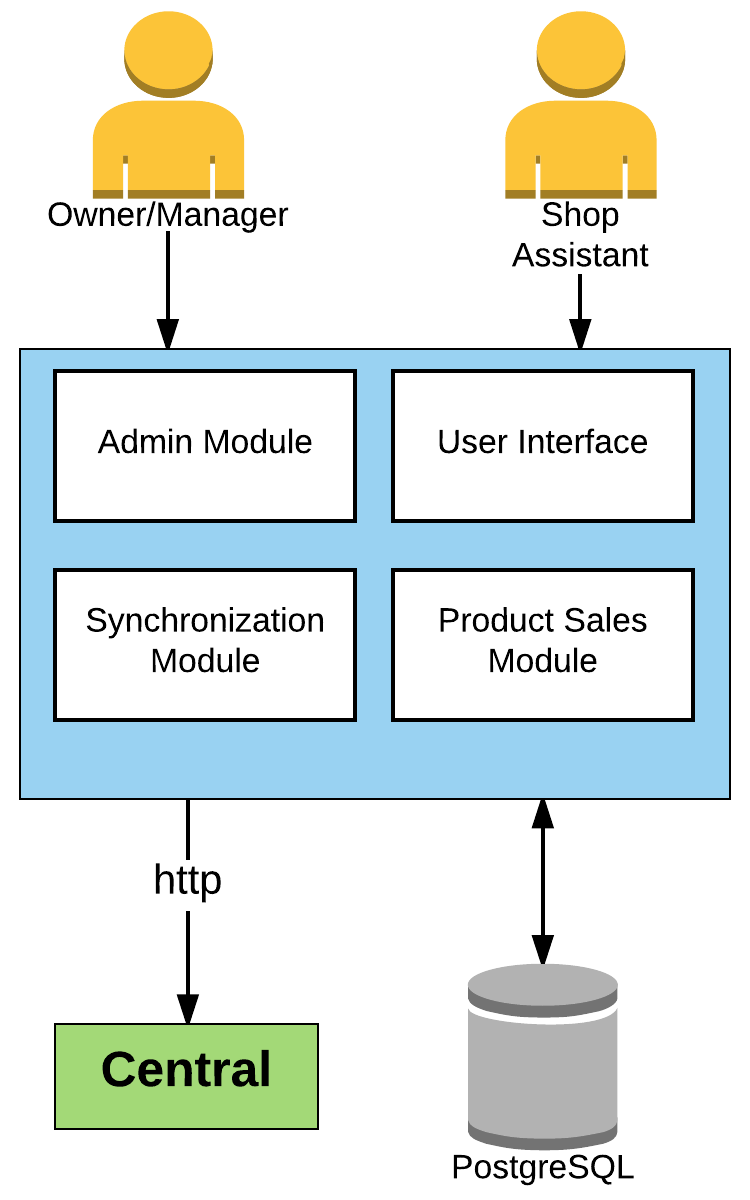 Owner/Manager
Shop
Assistant
Admin Module
User Interface
Synchronization
Module
Product Sales
Module
http
Central
PostgreSQL